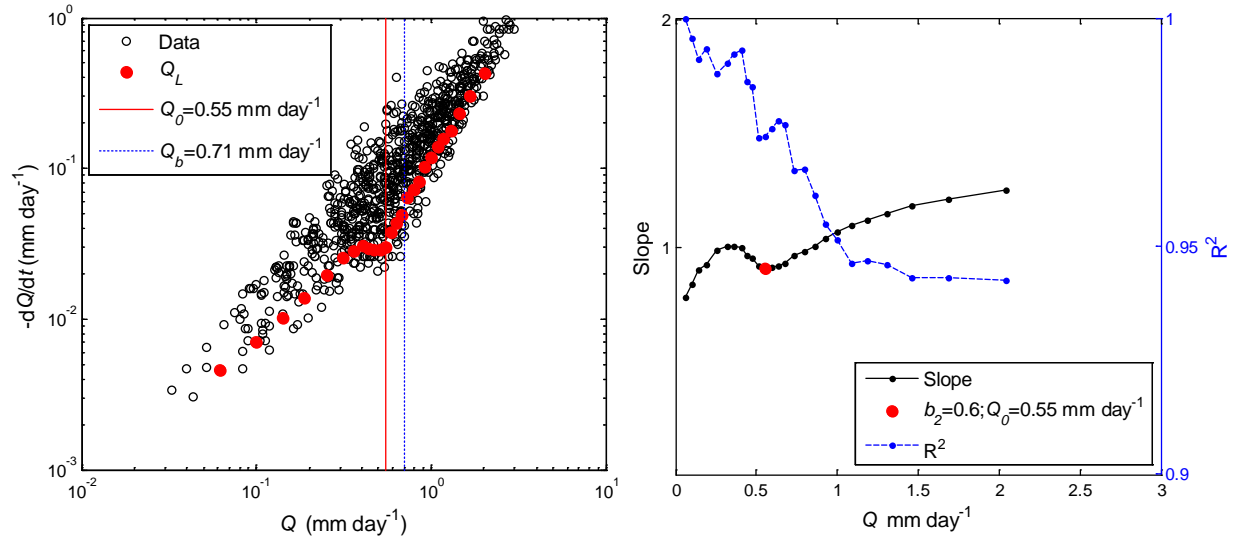 10^0
10^-1
10^-2
10^-3
-dQ/dt (mm day^-1)
Data
Q_L
Q_0=0.55 mm day^-1
Q_b=0.71 mm day^-1
10^-2
10^-1
10^0
10^1
Q (mm day^-1)
2
1
Slope
1
0.95
0.9
R^2
Slope
b_2=0.6; Q_0=0.55 mm day^-1
R^2
0
0.5
1
1.5
2
2.5
3
Q mm day^-1